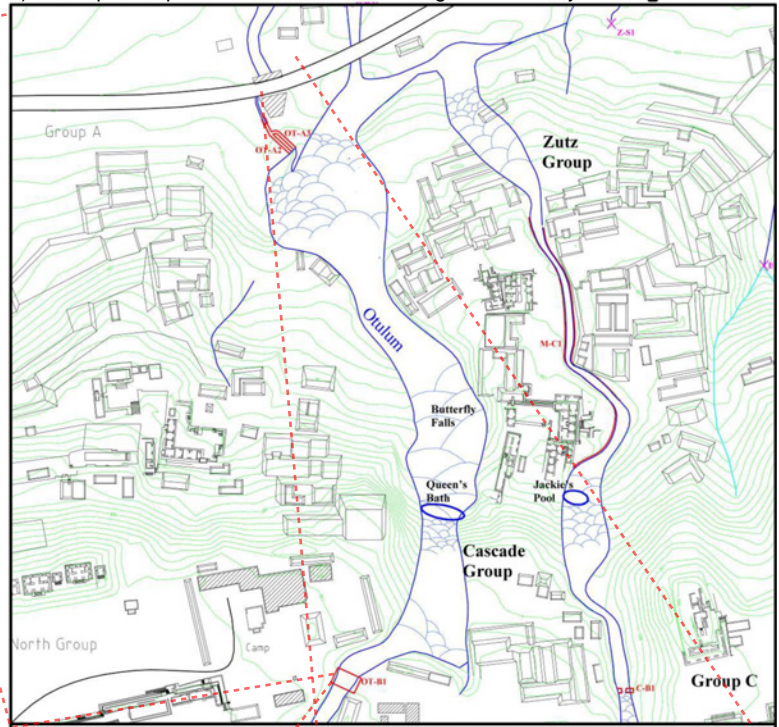 Z-S1
Group A
OT-A3
OT-A2
Zutz
Group
Otulum
M-C1
Butterfly
Falls
Queen's
Bath
Jackie's
Pool
Cascade
Group
North Group
Camp
OT-B1
C-B1
Group C